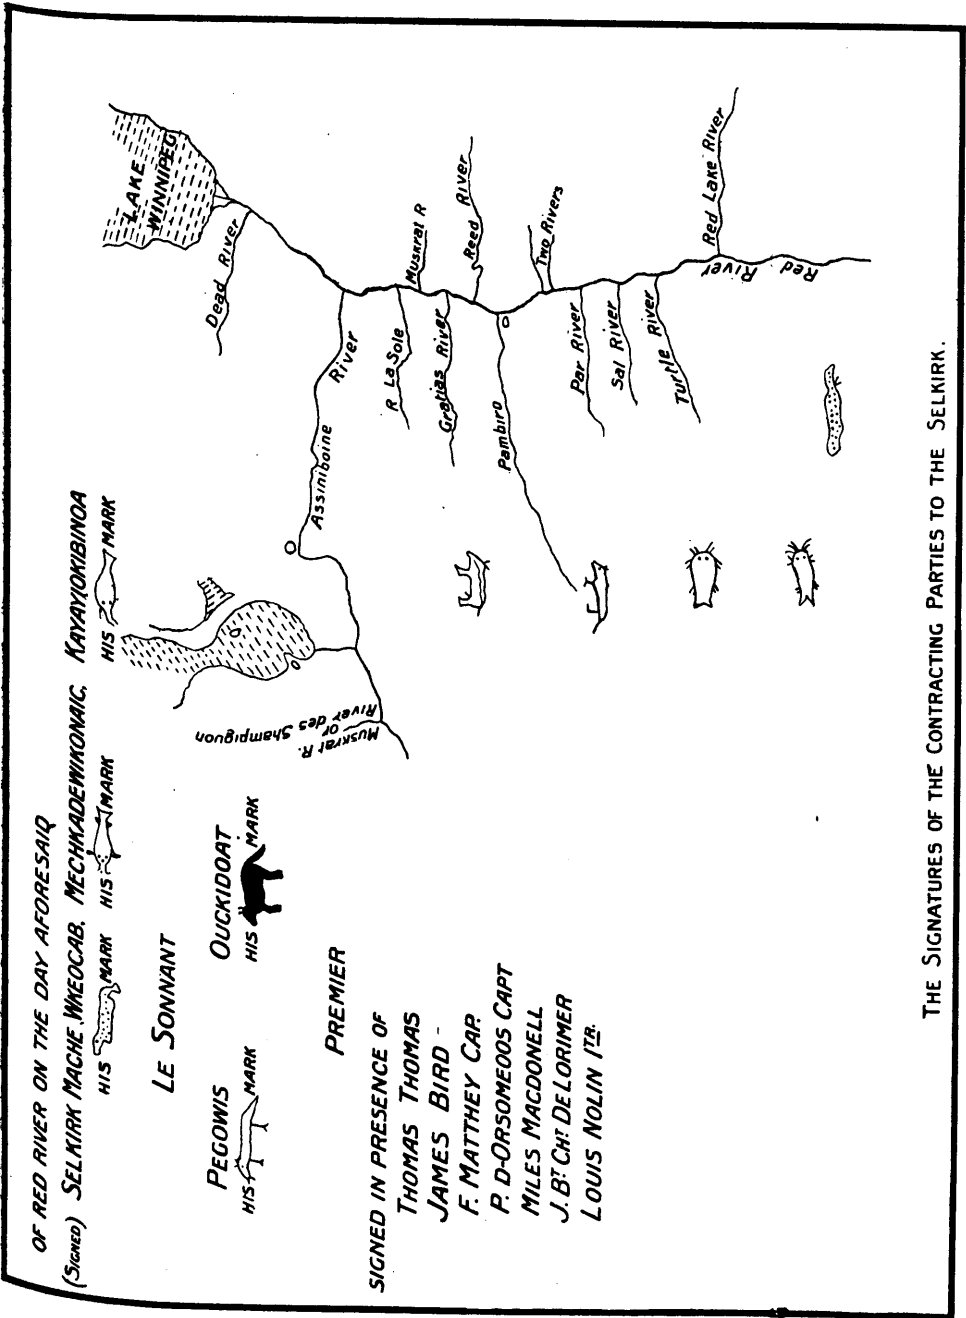 OF RED RIVER ON THE DAY AFORESAID
(SIGNED) SELKIRK MACHE WKEOCAB. MECHKADEWIKONAIC. KAYAYIOKIBINOA
HIS MARK HIS MARK HIS MARK
LE SONNANT
PEGOWIS OUCKIDOAT
HIS MARK HIS MARK
PREMIER
SIGNED IN PRESENCE OF
THOMAS THOMAS
JAMES BIRD -
F. MATTHEY CAP.
P. D-ORSOMEOOS CAPT
MILES MACDONELL
J. BT. CHT. DE LORIMER
LOUIS NOLIN ITR.
LAKE
WINNIPEG
Dead River
Assiniboine River
Muskrat R.
or
River des Shampignon
R La Sole
Muskrat R
Gratias River
Reed River
Pambiro
Two Rivers
Par River
Sal River
Turtle River
Red Lake River
Red River
THE SIGNATURES OF THE CONTRACTING PARTIES TO THE SELKIRK.